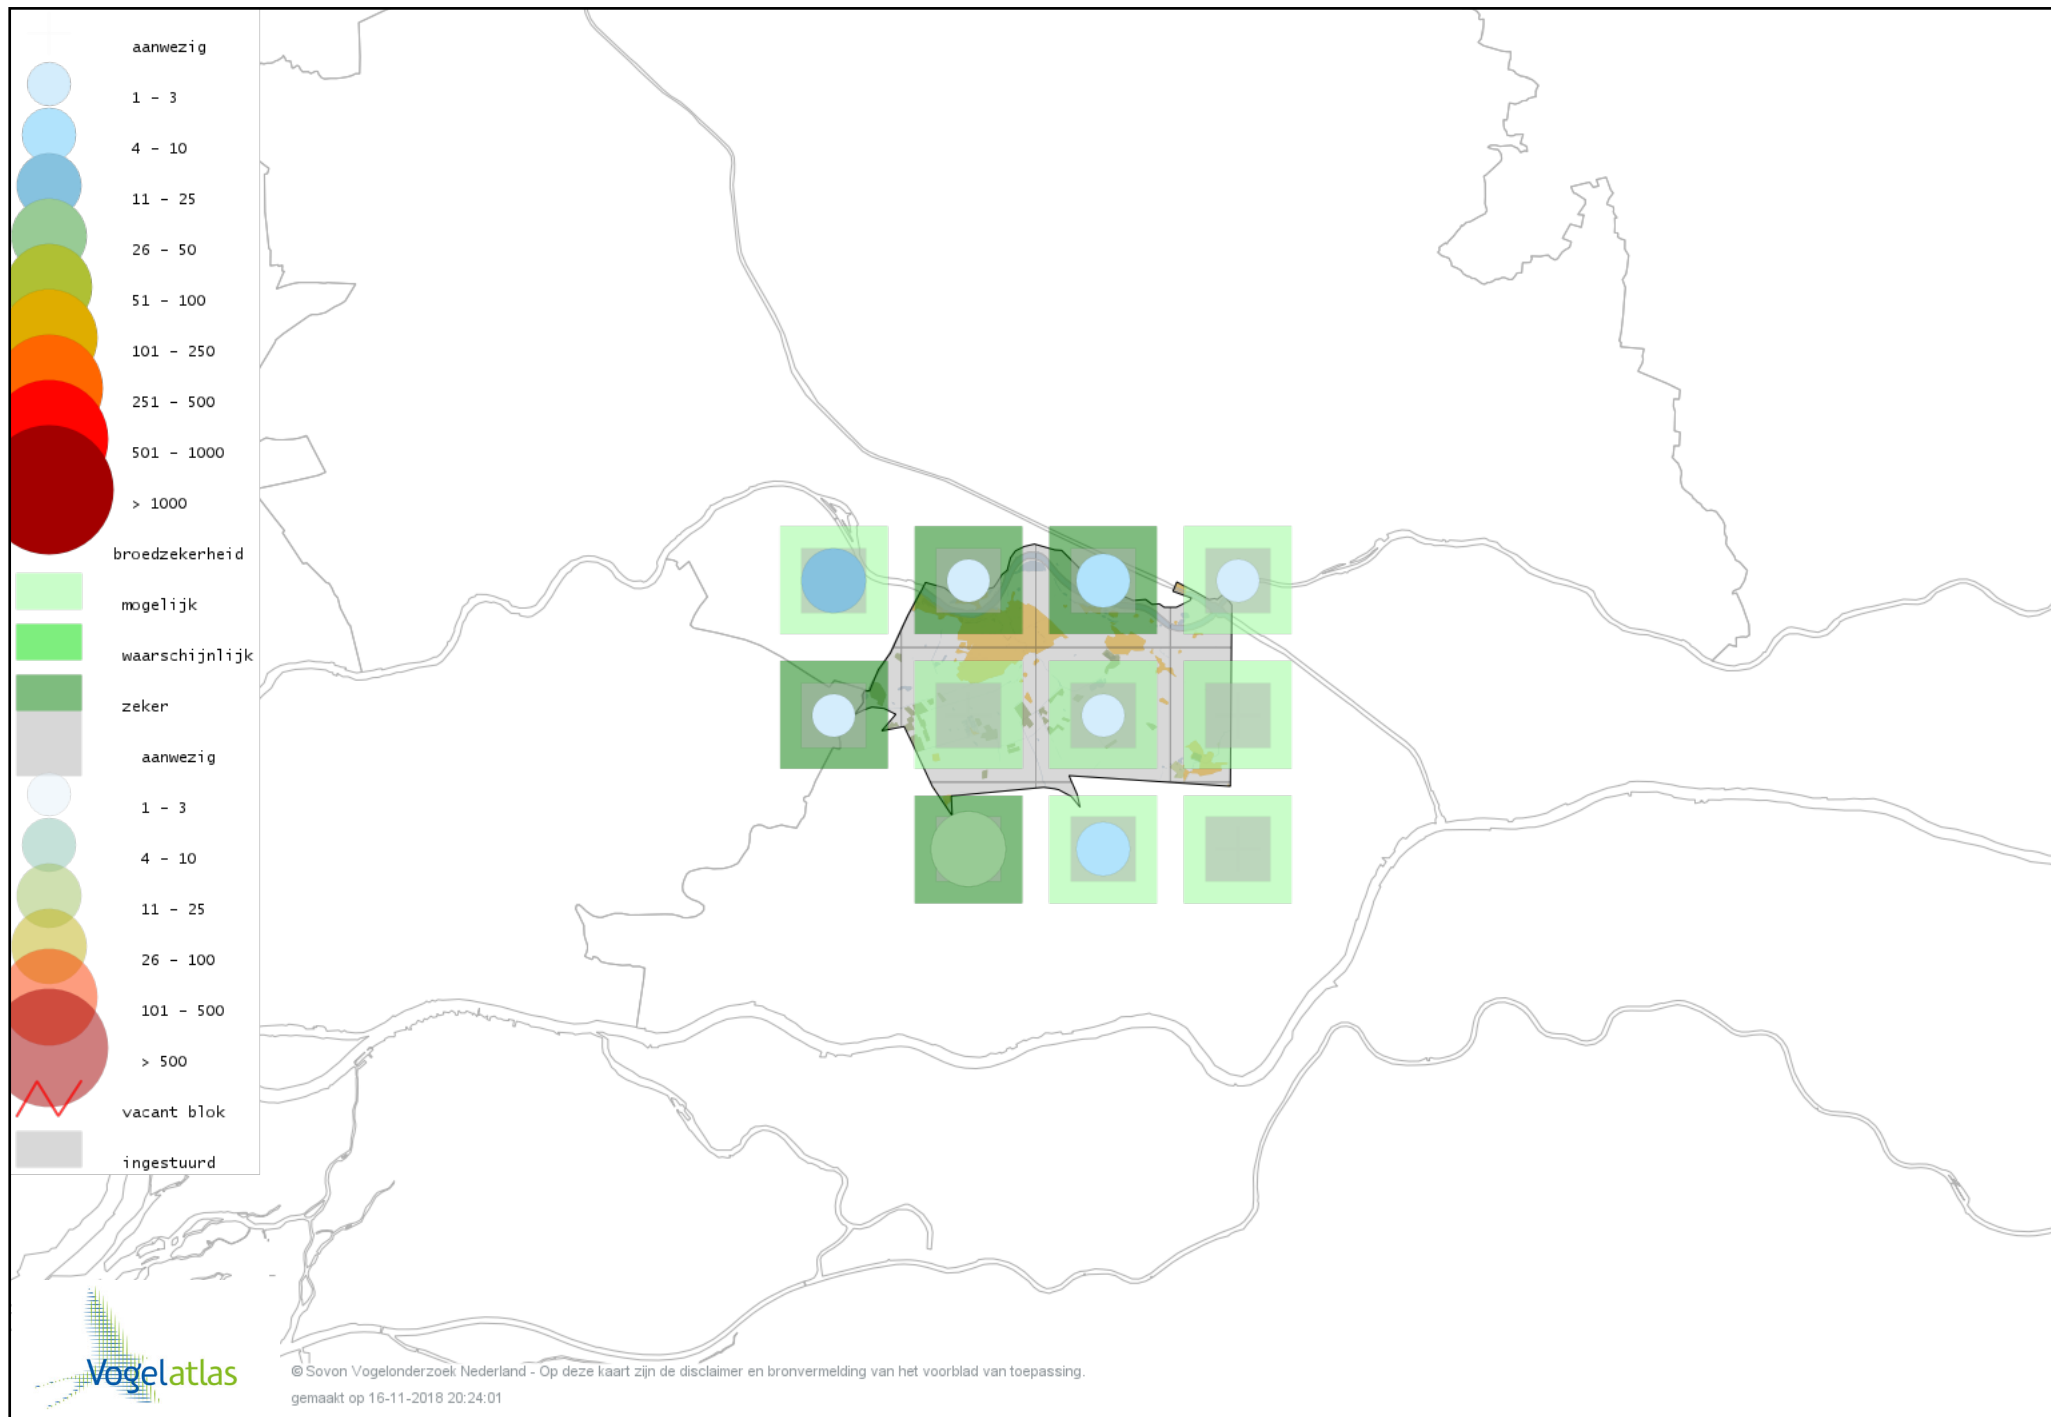 aanwezig
1 - 3
4 - 10
11 - 25
26 - 50
51 - 100
101 - 250
251 - 500
501 - 1000
> 1000
broedzekerheid
mogelijk
waarschijnlijk
zeker
aanwezig
1 - 3
4 - 10
11 - 25
26 - 100
101 - 500
> 500
vacant blok
ingestuurd
Vogelatlas
© Sovon Vogelonderzoek Nederland - Op deze kaart zijn de disclaimer en bronvermelding van het voorblad van toepassing.
gemaakt op 16-11-2018 20:24:01